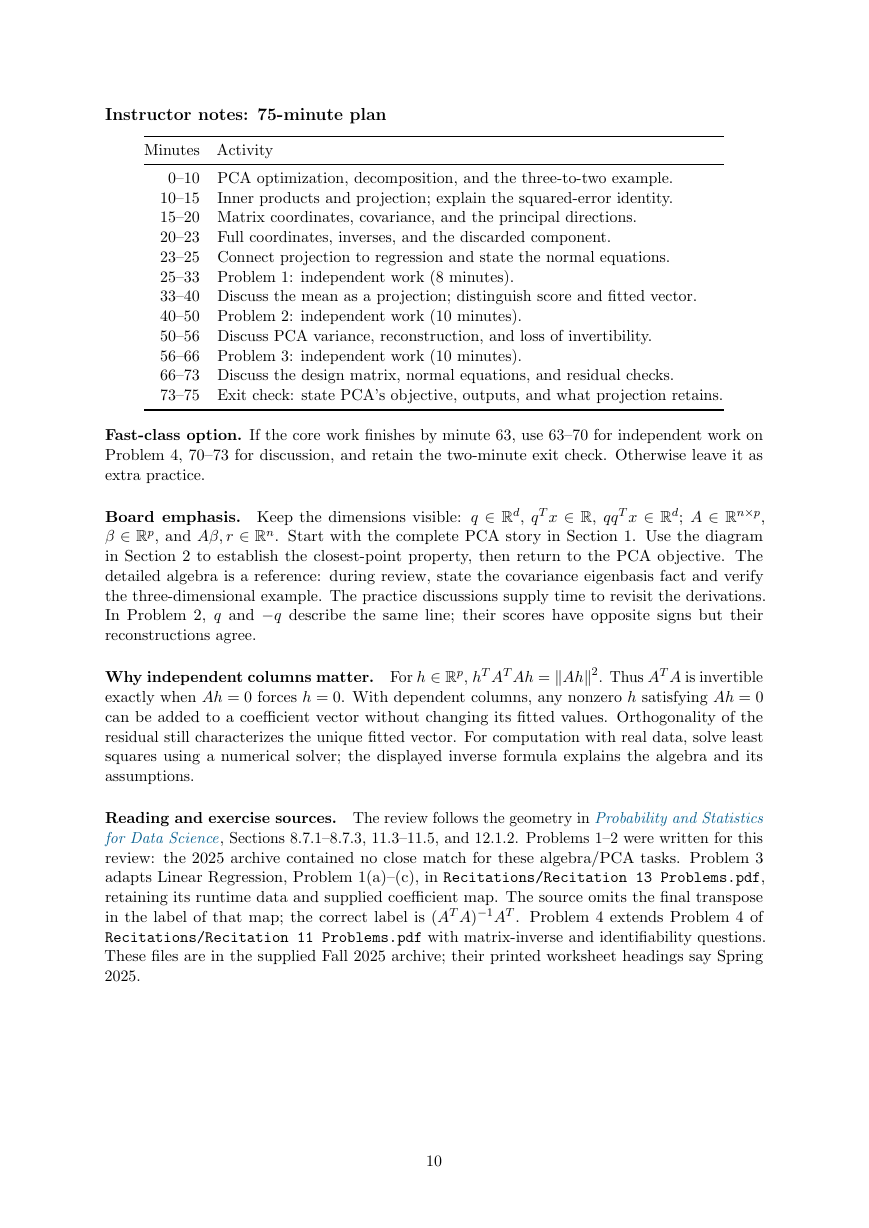 Instructor notes: 75-minute plan
Minutes Activity
0–10 PCA optimization, decomposition, and the three-to-two example.
10–15 Inner products and projection; explain the squared-error identity.
15–20 Matrix coordinates, covariance, and the principal directions.
20–23 Full coordinates, inverses, and the discarded component.
23–25 Connect projection to regression and state the normal equations.
25–33 Problem 1: independent work (8 minutes).
33–40 Discuss the mean as a projection; distinguish score and fitted vector.
40–50 Problem 2: independent work (10 minutes).
50–56 Discuss PCA variance, reconstruction, and loss of invertibility.
56–66 Problem 3: independent work (10 minutes).
66–73 Discuss the design matrix, normal equations, and residual checks.
73–75 Exit check: state PCA's objective, outputs, and what projection retains.
Fast-class option. If the core work finishes by minute 63, use 63–70 for independent work on
Problem 4, 70–73 for discussion, and retain the two-minute exit check. Otherwise leave it as
extra practice.
Board emphasis. Keep the dimensions visible: q ∈ ℝᵈ, qᵀx ∈ ℝ, qqᵀx ∈ ℝᵈ; A ∈ ℝⁿˣᵖ,
β ∈ ℝᵖ, and Aβ, r ∈ ℝⁿ. Start with the complete PCA story in Section 1. Use the diagram
in Section 2 to establish the closest-point property, then return to the PCA objective. The
detailed algebra is a reference: during review, state the covariance eigenbasis fact and verify
the three-dimensional example. The practice discussions supply time to revisit the derivations.
In Problem 2, q and −q describe the same line; their scores have opposite signs but their
reconstructions agree.
Why independent columns matter. For h ∈ ℝᵖ, hᵀAᵀAh = ‖Ah‖². Thus AᵀA is invertible
exactly when Ah = 0 forces h = 0. With dependent columns, any nonzero h satisfying Ah = 0
can be added to a coefficient vector without changing its fitted values. Orthogonality of the
residual still characterizes the unique fitted vector. For computation with real data, solve least
squares using a numerical solver; the displayed inverse formula explains the algebra and its
assumptions.
Reading and exercise sources. The review follows the geometry in Probability and Statistics
for Data Science, Sections 8.7.1–8.7.3, 11.3–11.5, and 12.1.2. Problems 1–2 were written for this
review: the 2025 archive contained no close match for these algebra/PCA tasks. Problem 3
adapts Linear Regression, Problem 1(a)–(c), in Recitations/Recitation 13 Problems.pdf,
retaining its runtime data and supplied coefficient map. The source omits the final transpose
in the label of that map; the correct label is (AᵀA)⁻¹Aᵀ. Problem 4 extends Problem 4 of
Recitations/Recitation 11 Problems.pdf with matrix-inverse and identifiability questions.
These files are in the supplied Fall 2025 archive; their printed worksheet headings say Spring
2025.
10